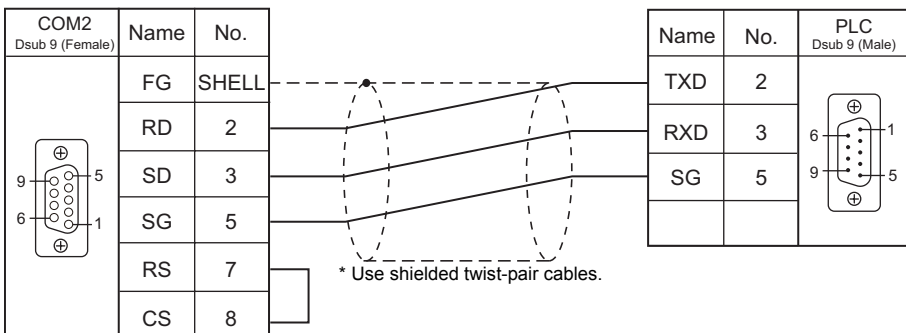 COM2
Dsub 9 (Female)
Name No.
FG SHELL
RD 2
SD 3
SG 5
RS 7
CS 8
9 5
6 1
* Use shielded twist-pair cables.
Name No.
TXD 2
RXD 3
SG 5
PLC
Dsub 9 (Male)
6 1
9 5